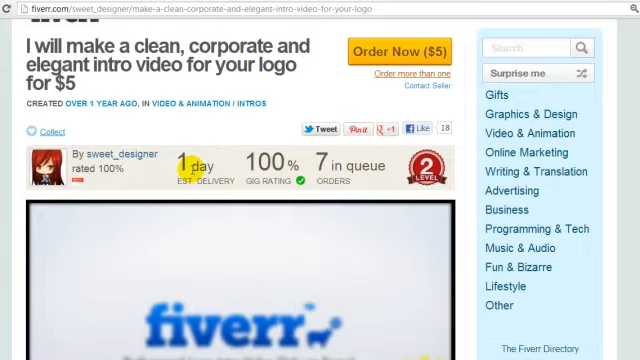 fiverr.com/sweet_designer/make-a-clean-corporate-and-elegant-intro-video-for-your-logo
fiverr
I will make a clean, corporate and
elegant intro video for your logo
for $5
CREATED OVER 1 YEAR AGO, IN VIDEO & ANIMATION / INTROS
Order Now ($5)
Order more than one
Contact Seller
Collect
Tweet
Pin it
+1
Like
18
By sweet_designer
rated 100%
1 day
EST. DELIVERY
100 %
GIG RATING
7 in queue
ORDERS
2
LEVEL
fiverr
Search
Surprise me
Gifts
Graphics & Design
Video & Animation
Online Marketing
Writing & Translation
Advertising
Business
Programming & Tech
Music & Audio
Fun & Bizarre
Lifestyle
Other
The Fiverr Directory